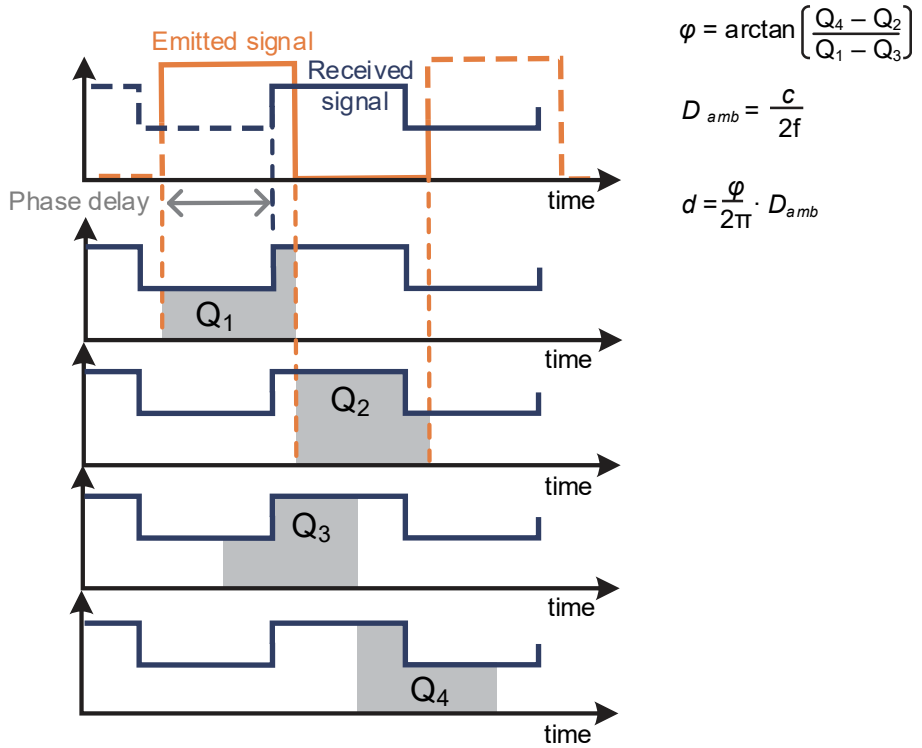 Emitted signal
Received
signal
time
Phase delay
Q₁
time
Q₂
time
Q₃
time
Q₄
time
φ = arctan(Q₄ – Q₂ / Q₁ – Q₃)
D amb = c / 2f
d = φ / 2π · D amb